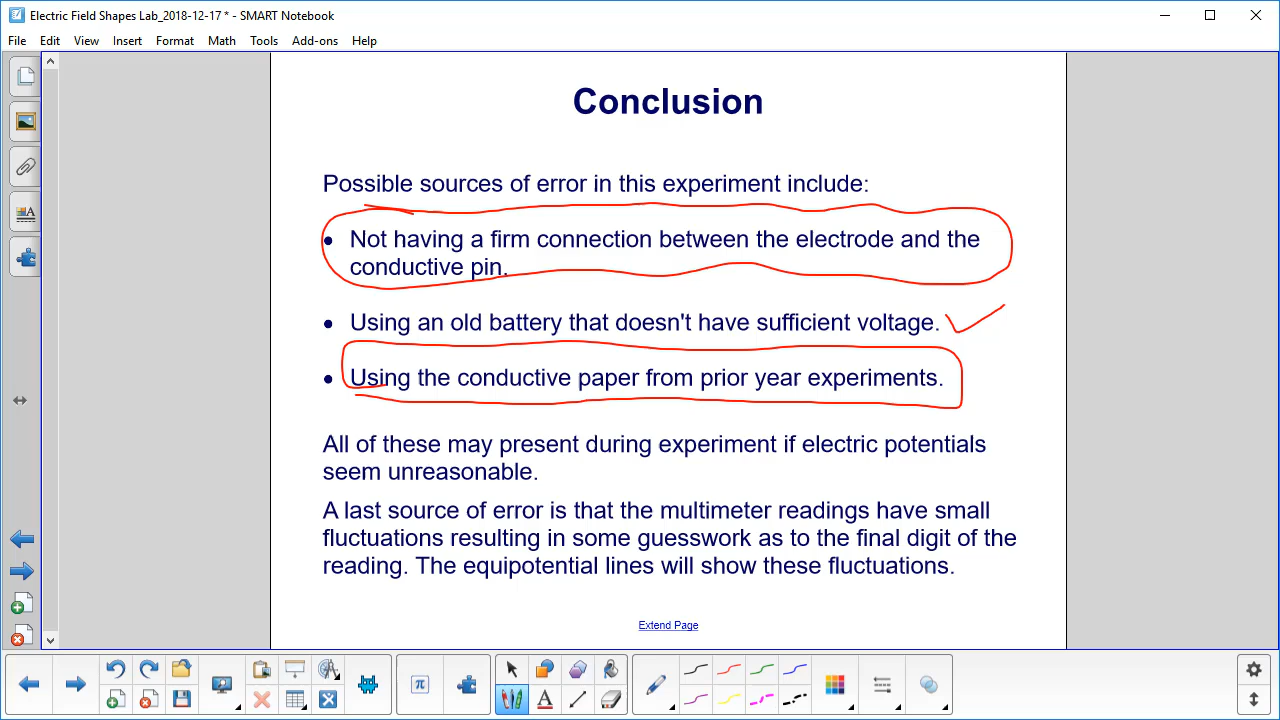 Electric Field Shapes Lab_2018-12-17 * - SMART Notebook
File Edit View Insert Format Math Tools Add-ons Help
Conclusion
Possible sources of error in this experiment include:
• Not having a firm connection between the electrode and the
conductive pin.
• Using an old battery that doesn't have sufficient voltage.
• Using the conductive paper from prior year experiments.
All of these may present during experiment if electric potentials
seem unreasonable.
A last source of error is that the multimeter readings have small
fluctuations resulting in some guesswork as to the final digit of the
reading. The equipotential lines will show these fluctuations.
Extend Page
π
A